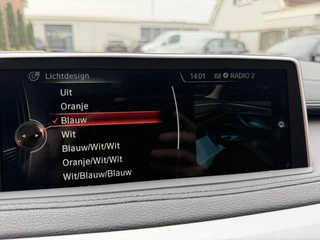 Lichtdesign
14:01 RADIO 2
Uit
Oranje
✓ Blauw
Wit
Blauw/Wit/Wit
Oranje/Wit/Wit
Wit/Blauw/Blauw